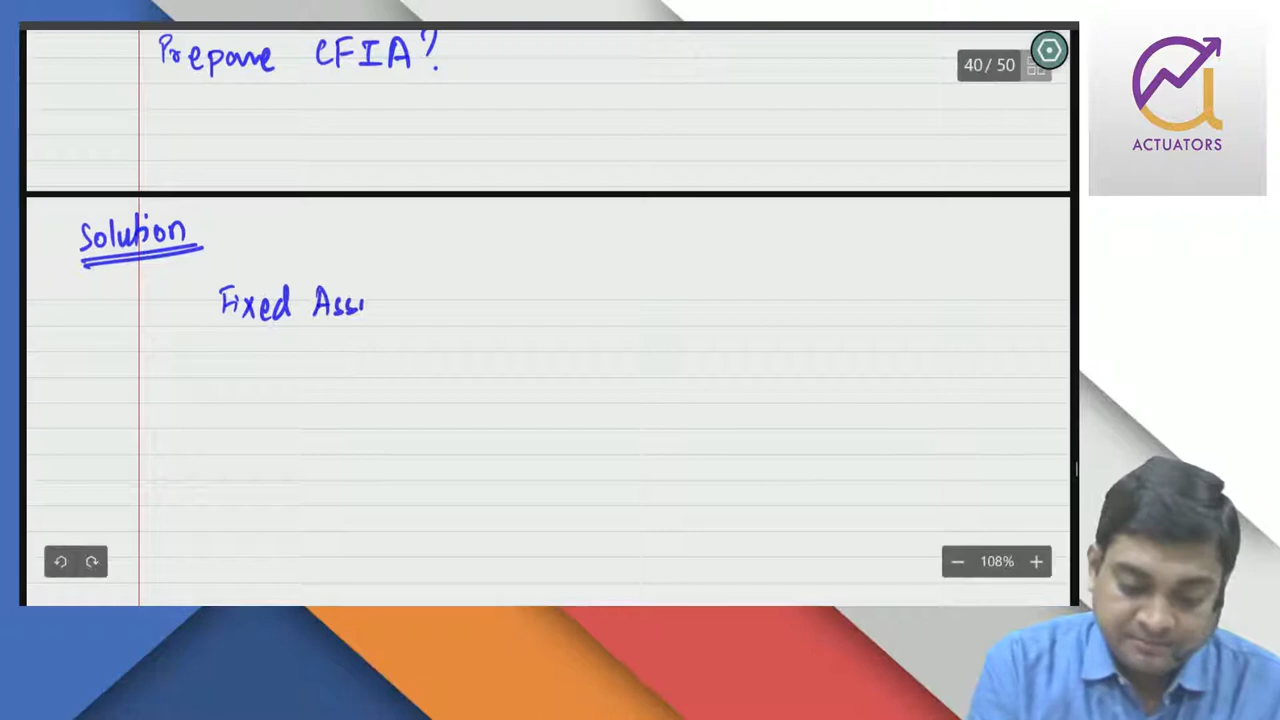 Prepare CFIA?
40 / 50
ACTUATORS
Solution
Fixed Ass
108%